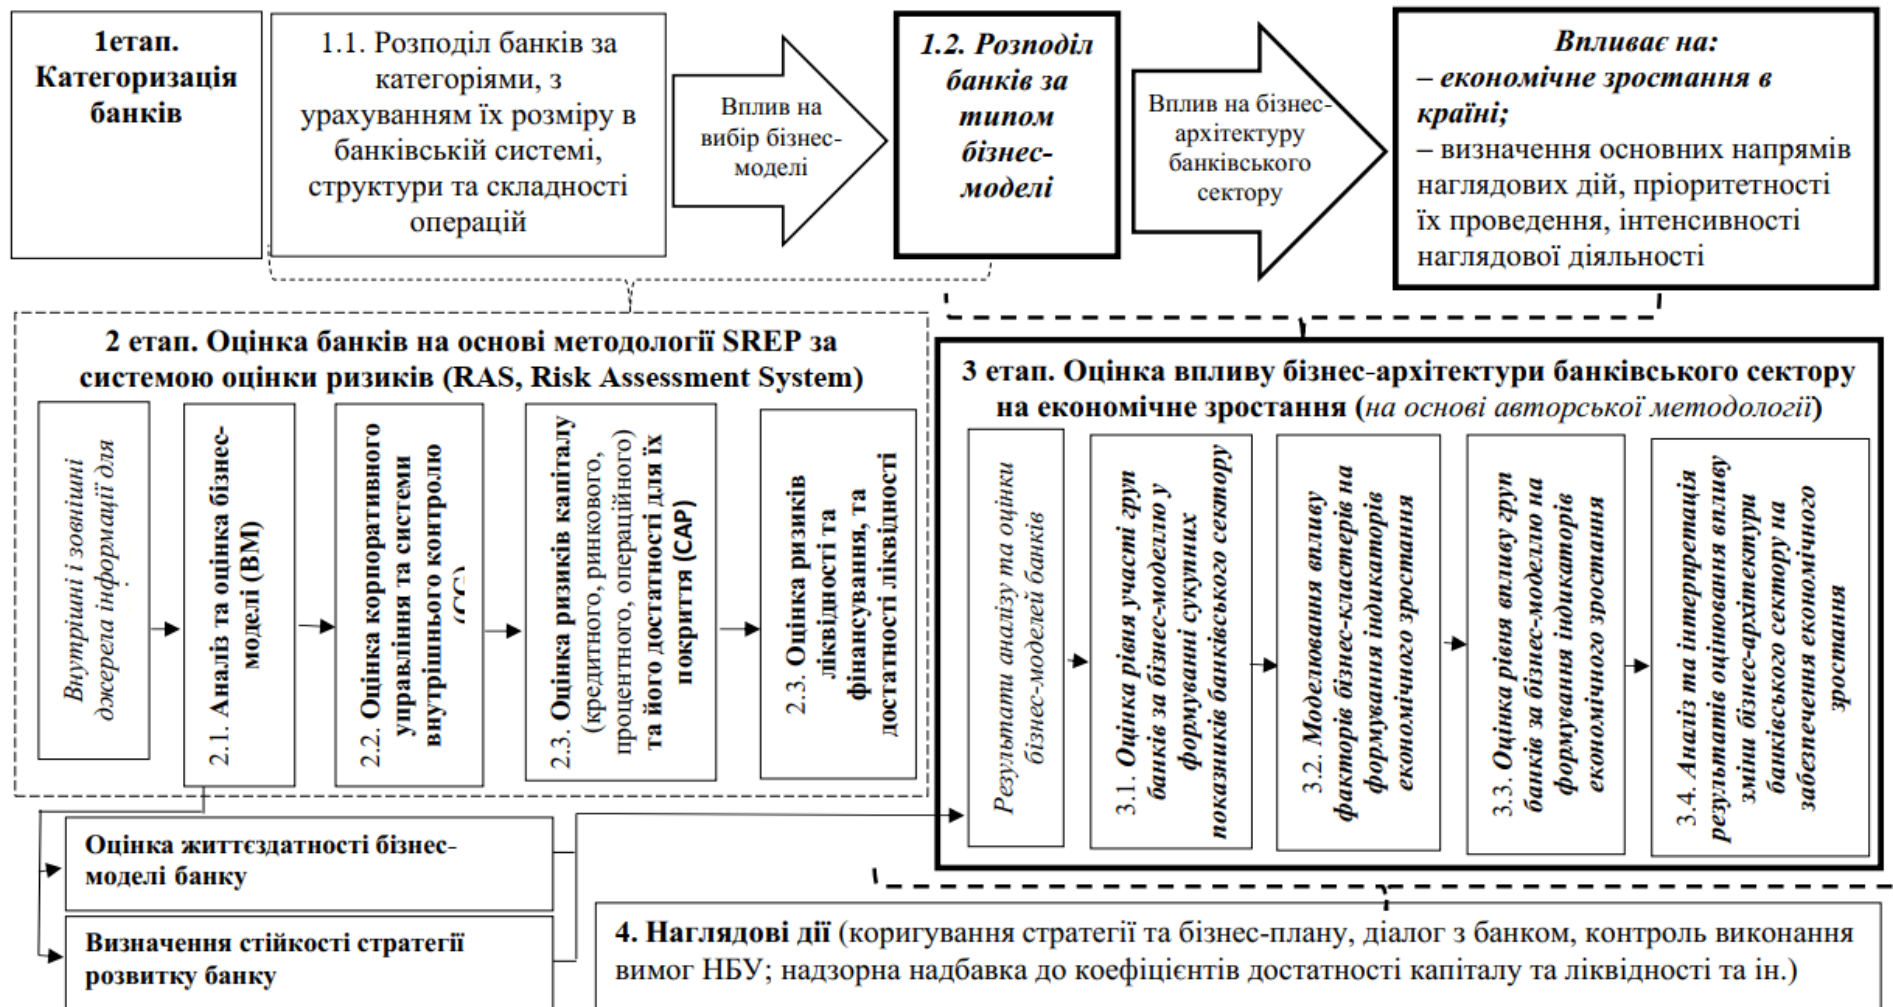 1етап.
Категоризація
банків
1.1. Розподіл банків за
категоріями, з
урахуванням їх розміру в
банківській системі,
структури та складності
операцій
Вплив на
вибір бізнес-
моделі
1.2. Розподіл
банків за
типом
бізнес-
моделі
Вплив на бізнес-
архітектуру
банківського
сектору
Впливає на:
– економічне зростання в
країні;
– визначення основних напрямів
наглядових дій, пріоритетності
їх проведення, інтенсивності
наглядової діяльності
2 етап. Оцінка банків на основі методології SREP за
системою оцінки ризиків (RAS, Risk Assessment System)
Внутрішні і зовнішні
джерела інформації для
2.1. Аналіз та оцінка бізнес-
моделі (BM)
2.2. Оцінка корпоративного
управління та системи
внутрішнього контролю
(CG)
2.3. Оцінка ризиків капіталу
(кредитного, ринкового,
процентного, операційного)
та його достатності для їх
покриття (CAP)
2.3. Оцінка ризиків
ліквідності та
фінансування, та
достатності ліквідності
3 етап. Оцінка впливу бізнес-архітектури банківського сектору
на економічне зростання (на основі авторської методології)
Результати аналізу та оцінки
бізнес-моделей банків
3.1. Оцінка рівня участі груп
банків за бізнес-моделлю у
формуванні сукупних
показників банківського сектору
3.2. Моделювання впливу
факторів бізнес-кластерів на
формування індикаторів
економічного зростання
3.3. Оцінка рівня впливу груп
банків за бізнес-моделлю на
формування індикаторів
економічного зростання
3.4. Аналіз та інтерпретація
результатів оцінювання впливу
зміни бізнес-архітектури
банківського сектору на
забезпечення економічного
зростання
Оцінка життєздатності бізнес-
моделі банку
Визначення стійкості стратегії
розвитку банку
4. Наглядові дії (коригування стратегії та бізнес-плану, діалог з банком, контроль виконання
вимог НБУ; надзорна надбавка до коефіцієнтів достатності капіталу та ліквідності та ін.)